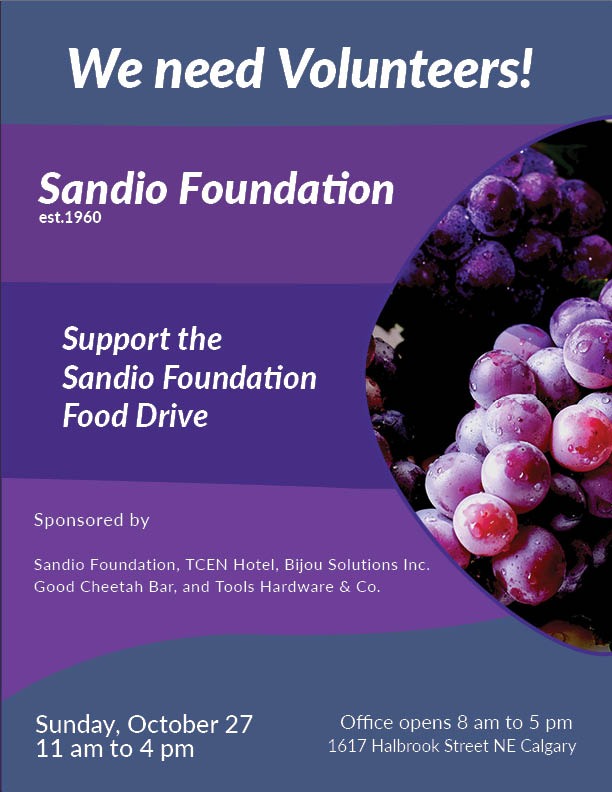 We need Volunteers!
Sandio Foundation
est.1960
Support the
Sandio Foundation
Food Drive
Sponsored by
Sandio Foundation, TCEN Hotel, Bijou Solutions Inc.
Good Cheetah Bar, and Tools Hardware & Co.
Sunday, October 27
11 am to 4 pm
Office opens 8 am to 5 pm
1617 Halbrook Street NE Calgary